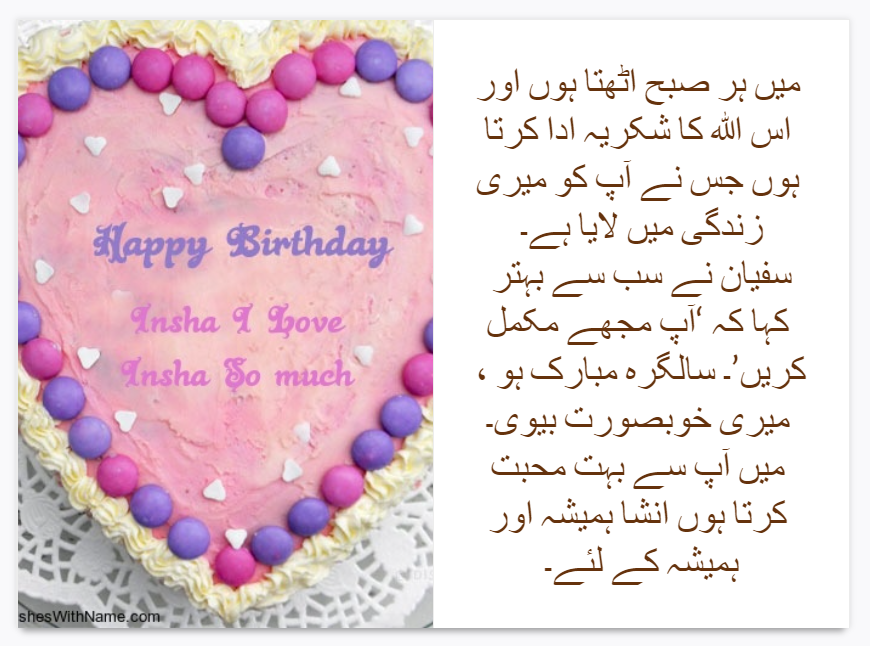 Happy Birthday
Insha I Love
Insha So much
shesWithName.com
میں ہر صبح اٹھتا ہوں اور
اس اللہ کا شکریہ ادا کرتا
ہوں جس نے آپ کو میری
زندگی میں لایا ہے۔
سفیان نے سب سے بہتر
کہا کہ ‘آپ مجھے مکمل
کریں’۔ سالگرہ مبارک ہو ،
میری خوبصورت بیوی۔
میں آپ سے بہت محبت
کرتا ہوں انشا ہمیشہ اور
ہمیشہ کے لئے۔